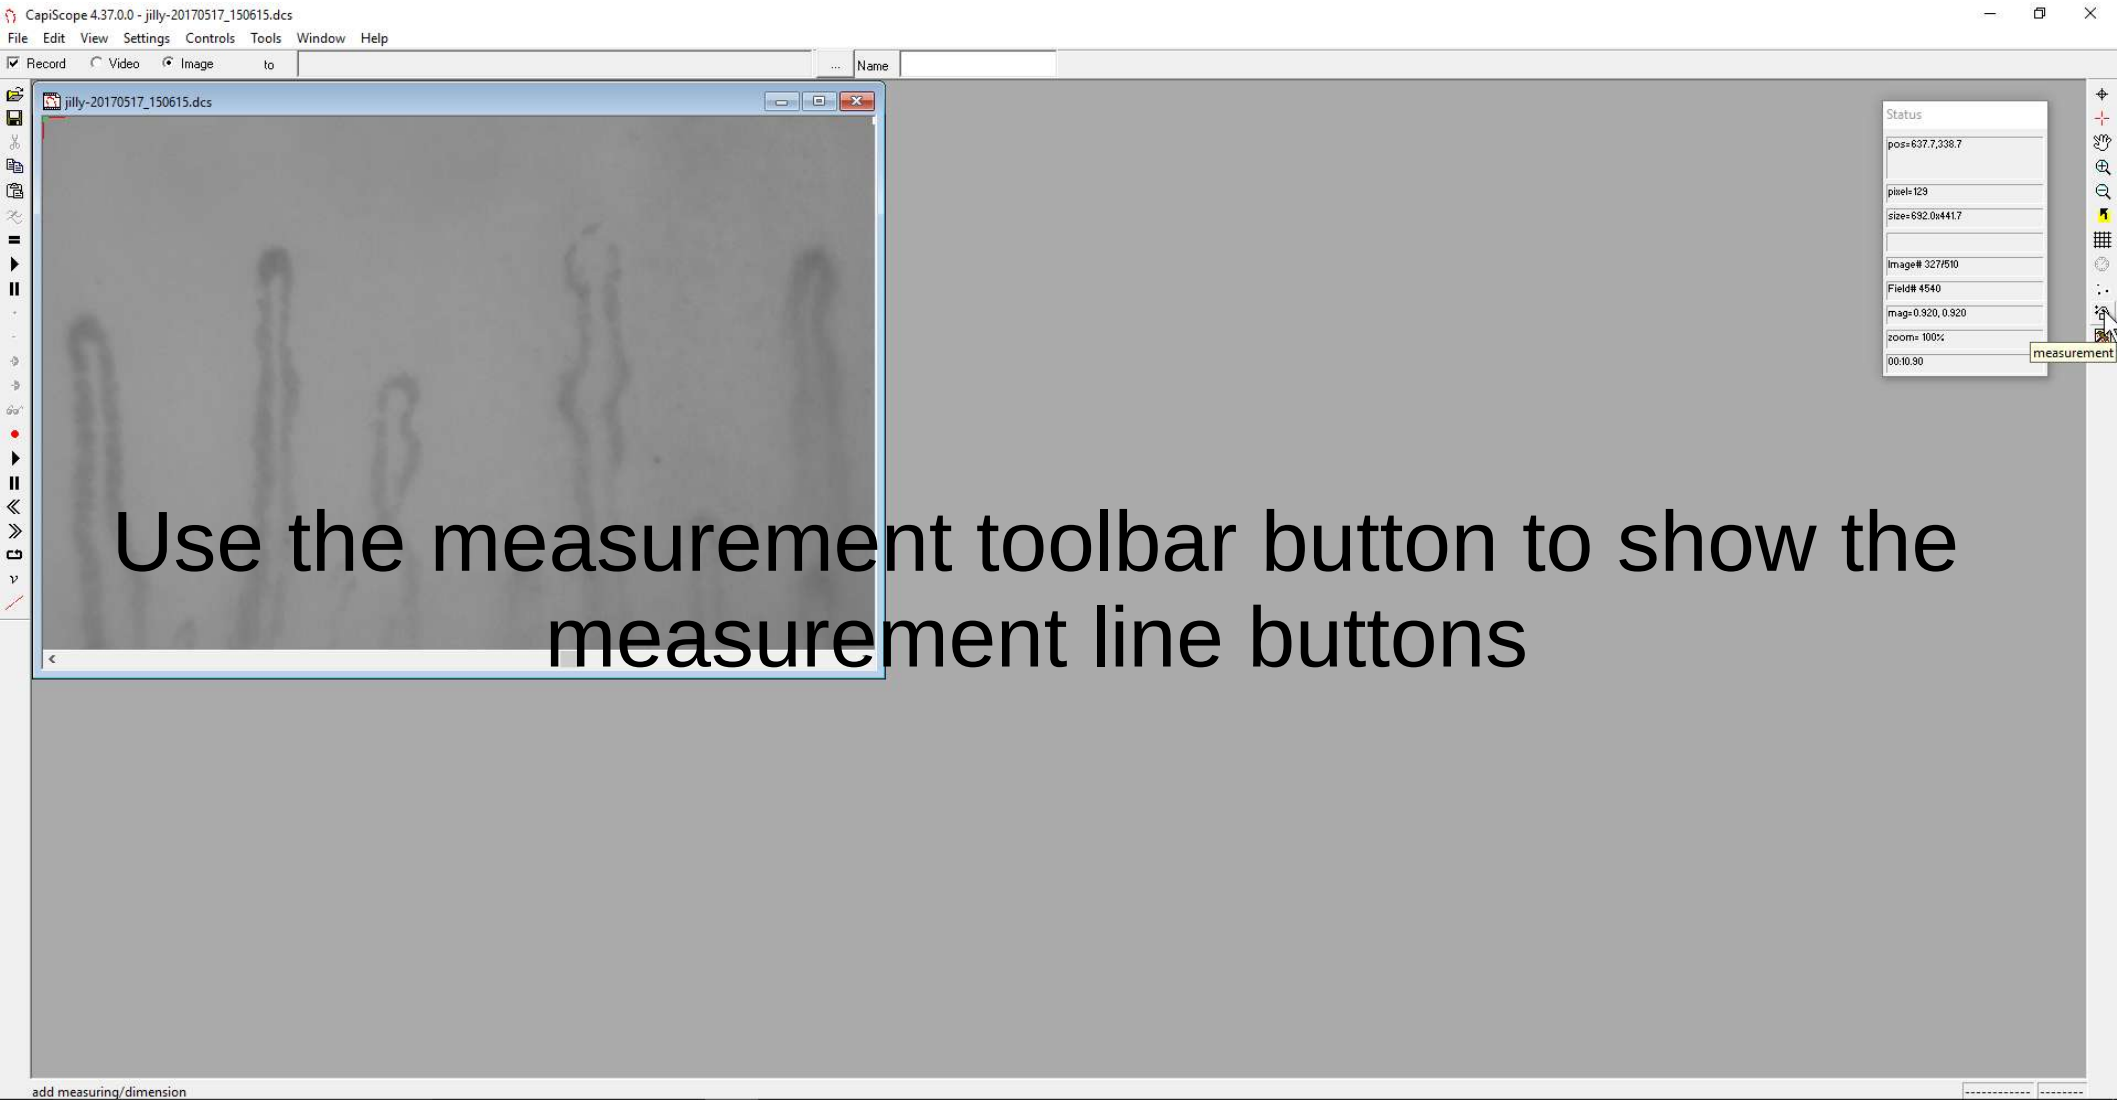 CapiScope 4.37.0.0 - jilly-20170517_150615.dcs
File Edit View Settings Controls Tools Window Help
Record Video Image to ... Name
jilly-20170517_150615.dcs
Status
pos=637.7,338.7
pixel=129
size=692.0x441.7
Image# 327/510
Field# 4540
mag=0.920, 0.920
zoom= 100%
00:10.90
measurement
Use the measurement toolbar button to show the
measurement line buttons
add measuring/dimension